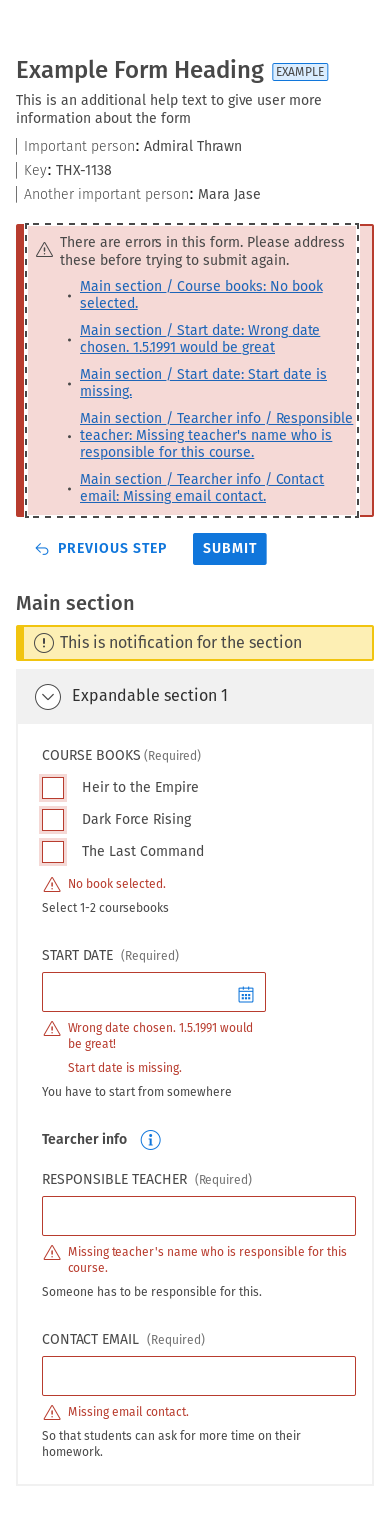 Example Form Heading EXAMPLE
This is an additional help text to give user more
information about the form
Important person: Admiral Thrawn
Key: THX-1138
Another important person: Mara Jase
There are errors in this form. Please address
these before trying to submit again.
• Main section / Course books: No book
selected.
• Main section / Start date: Wrong date
chosen. 1.5.1991 would be great
• Main section / Start date: Start date is
missing.
• Main section / Tearcher info / Responsible
teacher: Missing teacher's name who is
responsible for this course.
• Main section / Tearcher info / Contact
email: Missing email contact.
PREVIOUS STEP SUBMIT
Main section
This is notification for the section
Expandable section 1
COURSE BOOKS (Required)
Heir to the Empire
Dark Force Rising
The Last Command
No book selected.
Select 1-2 coursebooks
START DATE (Required)
Wrong date chosen. 1.5.1991 would
be great!
Start date is missing.
You have to start from somewhere
Tearcher info
RESPONSIBLE TEACHER (Required)
Missing teacher's name who is responsible for this
course.
Someone has to be responsible for this.
CONTACT EMAIL (Required)
Missing email contact.
So that students can ask for more time on their
homework.